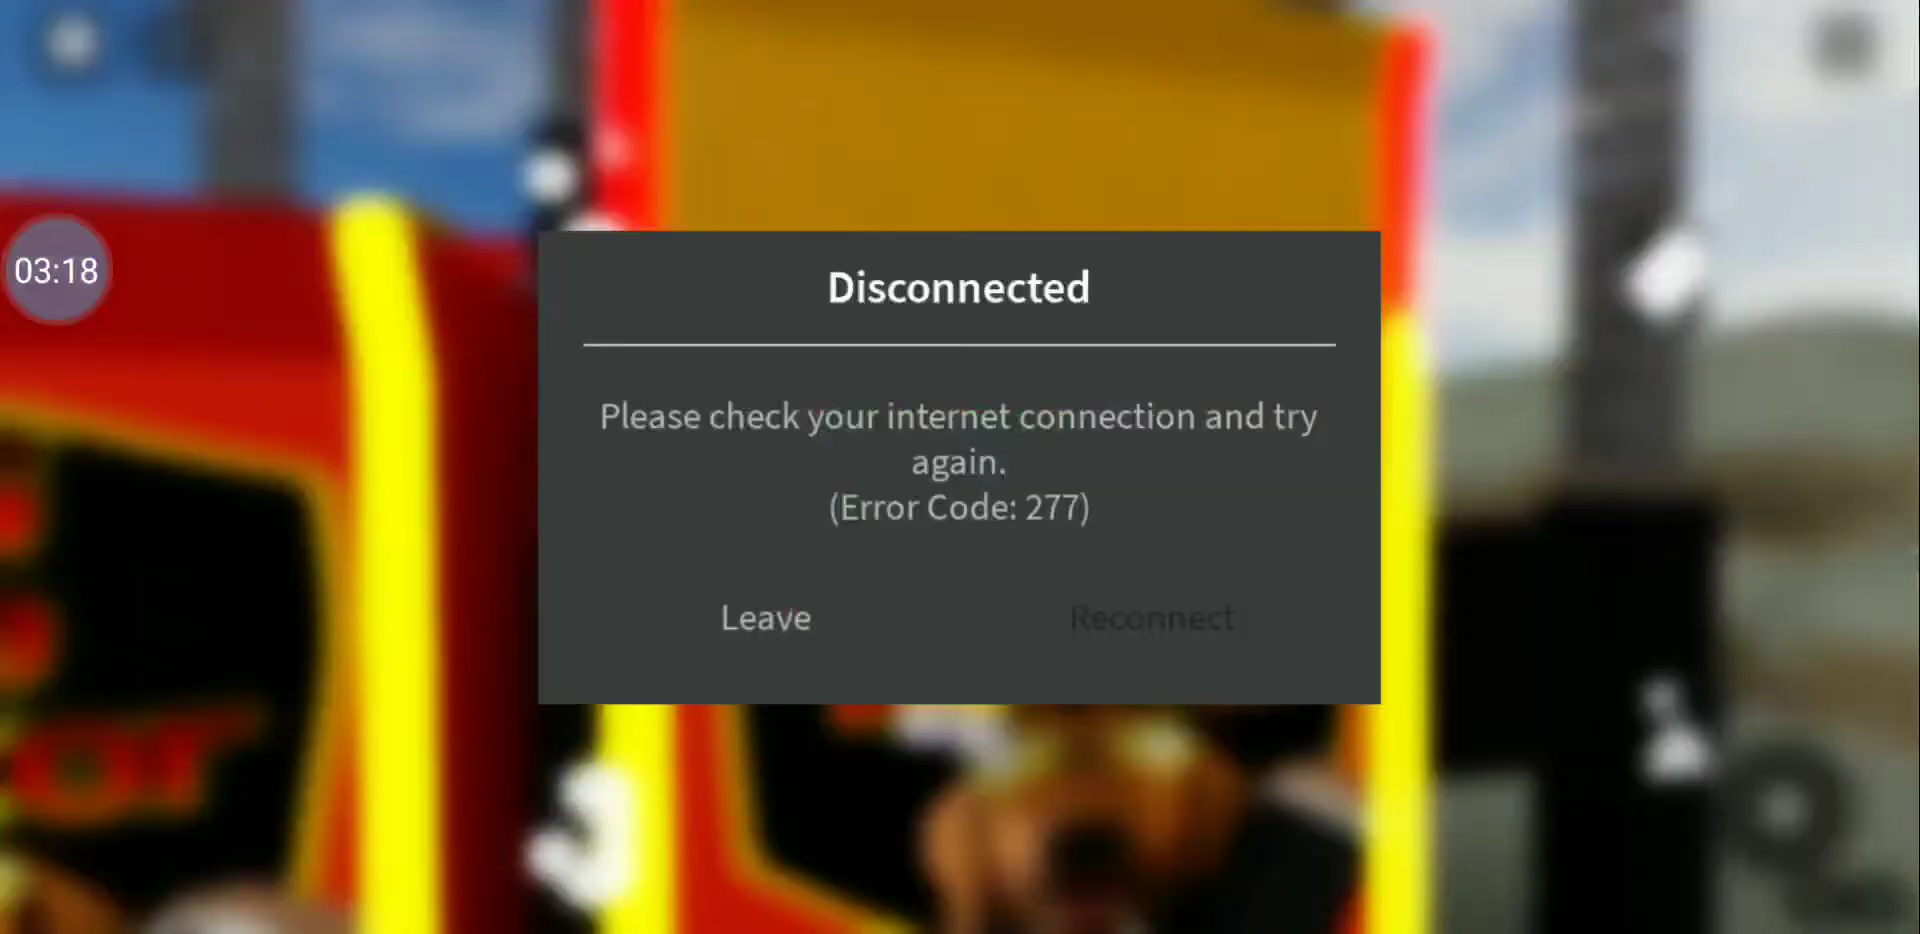 03:18
Disconnected
Please check your internet connection and try
again.
(Error Code: 277)
Leave
Reconnect